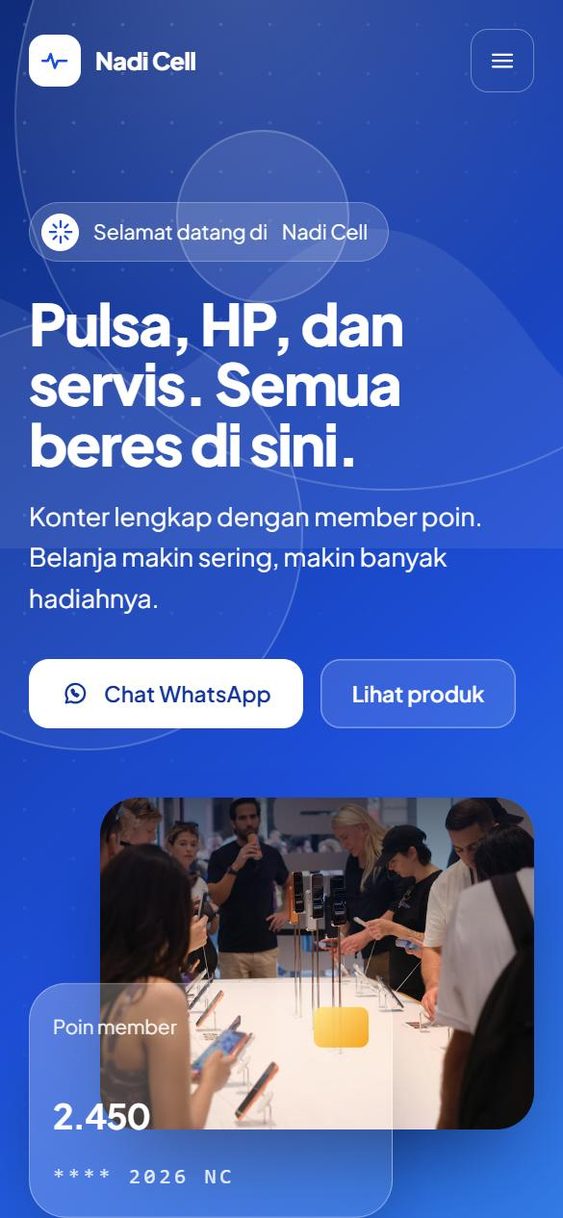 Nadi Cell
Selamat datang di Nadi Cell
Pulsa, HP, dan
servis. Semua
beres di sini.
Konter lengkap dengan member poin.
Belanja makin sering, makin banyak
hadiahnya.
Chat WhatsApp
Lihat produk
Poin member
2.450
**** 2026 NC